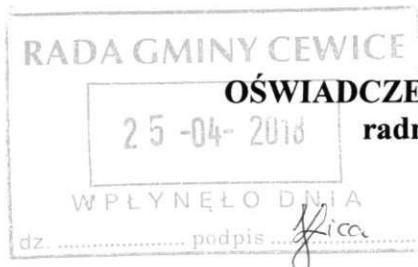 RADA GMINY CEWICE
OŚWIADCZE
25 -04- 2018 radn
WPŁYNĘŁO DNIA
dz. .................. podpis ..................